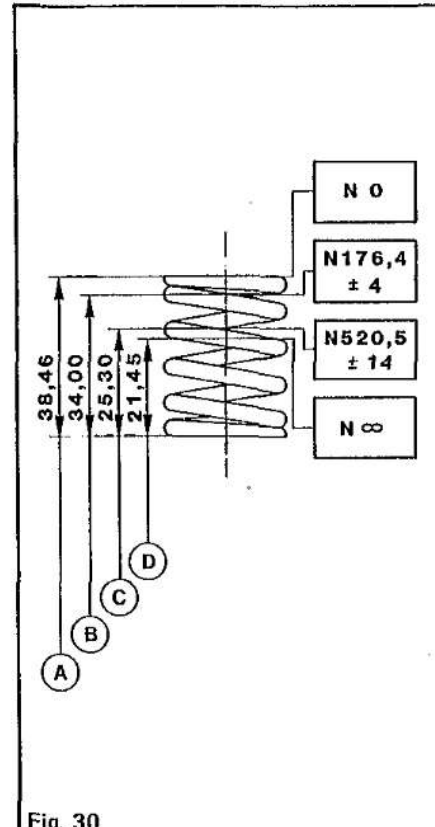 N 0
N176,4
± 4
N520,5
± 14
N ∞
38,46
34,00
25,30
21,45
D
C
B
A
Fig. 30